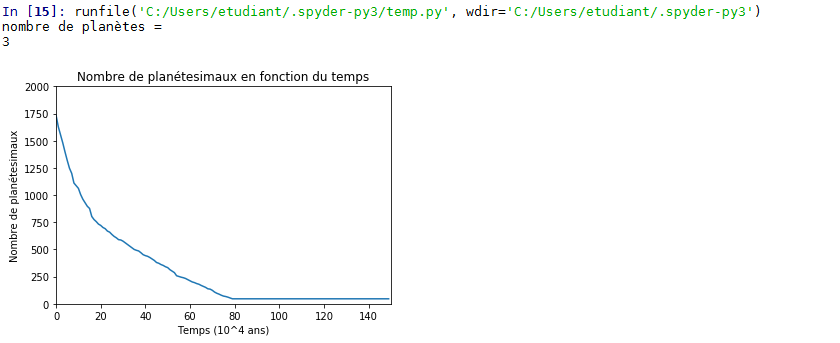 In [15]: runfile('C:/Users/etudiant/.spyder-py3/temp.py', wdir='C:/Users/etudiant/.spyder-py3')
nombre de planètes =
3
Nombre de planétesimaux en fonction du temps
2000
1750
1500
1250
1000
750
500
250
0
Nombre de planétesimaux
0 20 40 60 80 100 120 140
Temps (10^4 ans)